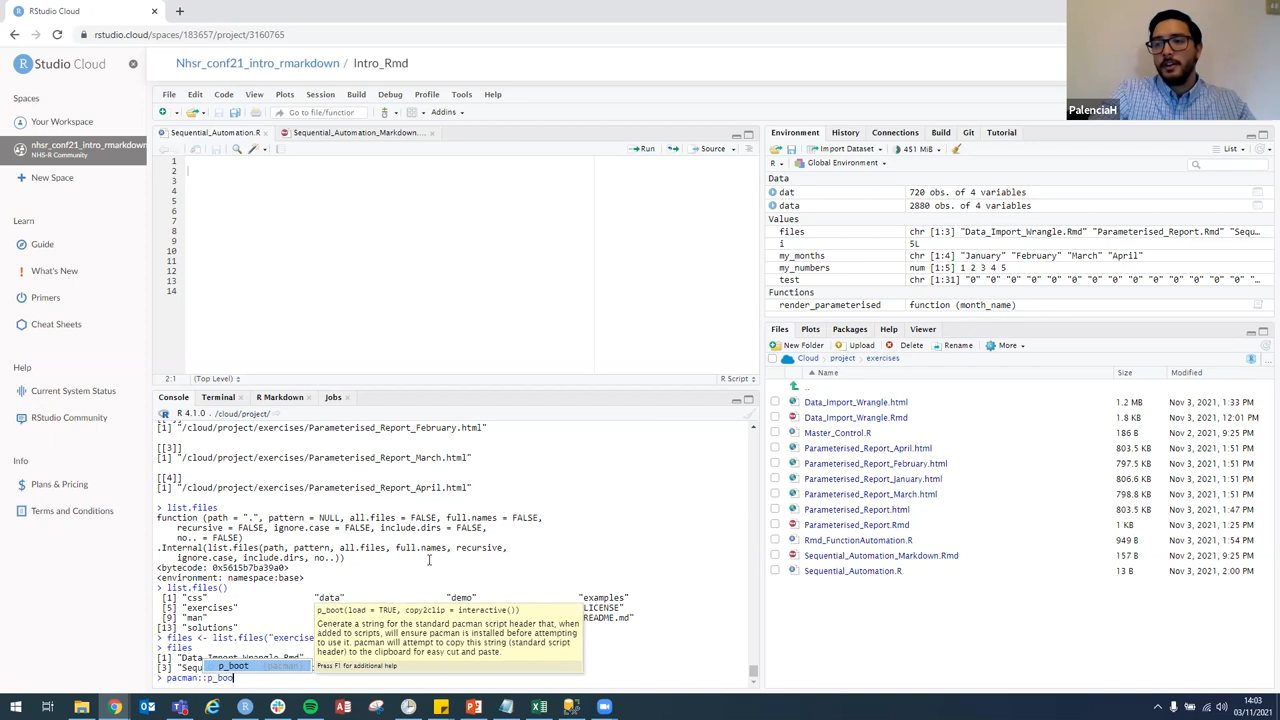 RStudio Cloud
rstudio.cloud/spaces/183657/project/3160765
R Studio Cloud
Nhsr_conf21_intro_rmarkdown / Intro_Rmd
PalenciaH
Spaces
Your Workspace
nhsr_conf21_intro_rmarkdown
NHS-R Community
New Space
Learn
Guide
What's New
Primers
Cheat Sheets
Help
Current System Status
RStudio Community
Info
Plans & Pricing
Terms and Conditions
File Edit Code View Plots Session Build Debug Profile Tools Help
Go to file/function Addins
Sequential_Automation.R Sequential_Automation_Markdown....
Run Source
1
2
3
4
5
6
7
8
9
10
11
12
13
14
2:1 (Top Level) R Script
Console Terminal R Markdown Jobs
R 4.1.0 · /cloud/project/
[1] "/cloud/project/exercises/Parameterised_Report_February.html"
[[3]]
[1] "/cloud/project/exercises/Parameterised_Report_March.html"
[[4]]
[1] "/cloud/project/exercises/Parameterised_Report_April.html"
> list.files
function (path = ".", pattern = NULL, all.files = FALSE, full.names = FALSE,
recursive = FALSE, ignore.case = FALSE, include.dirs = FALSE,
no.. = FALSE)
.Internal(list.files(path, pattern, all.files, full.names, recursive,
ignore.case, include.dirs, no..))
<bytecode: 0x5615b7ba39a0>
<environment: namespace:base>
> list.files()
[1] "css" "data" "demo" "examples"
[5] "exercises" LICENSE"
[9] "man" README.md"
[13] "solutions"
> files <- list.files("exercise
> files
[1] "Data_Import_Wrangle.Rmd"
[3] "Sequ
> pacman::p_boo
p_boot {pacman}
p_boot(load = TRUE, copy2clip = interactive())
Generate a string for the standard pacman script header that, when
added to scripts, will ensure pacman is installed before attempting
to use it. pacman will attempt to copy this string (standard script
header) to the clipboard for easy cut and paste.
Press F1 for additional help
Environment History Connections Build Git Tutorial
Import Dataset 451 MiB List
R Global Environment
Data
dat 720 obs. of 4 variables
data 2880 obs. of 4 variables
Values
files chr [1:3] "Data_Import_Wrangle.Rmd" "Parameterised_Report.Rmd" "Sequ…
i 5L
my_months chr [1:4] "January" "February" "March" "April"
my_numbers num [1:5] 1 2 3 4 5
test chr [1:31] "0" "0" "0" "0" "0" "0" "0" "0" "0" "0" "0" "0" "0" "0" "…
Functions
render_parameterised function (month_name)
Files Plots Packages Help Viewer
New Folder Upload Delete Rename More
Cloud project exercises
Name Size Modified
..
Data_Import_Wrangle.html 1.2 MB Nov 3, 2021, 1:33 PM
Data_Import_Wrangle.Rmd 1.8 KB Nov 3, 2021, 12:01 PM
Master_Control.R 186 B Nov 2, 2021, 9:25 PM
Parameterised_Report_April.html 803.5 KB Nov 3, 2021, 1:51 PM
Parameterised_Report_February.html 797.5 KB Nov 3, 2021, 1:51 PM
Parameterised_Report_January.html 806.6 KB Nov 3, 2021, 1:51 PM
Parameterised_Report_March.html 798.8 KB Nov 3, 2021, 1:51 PM
Parameterised_Report.html 803.5 KB Nov 3, 2021, 1:51 PM
Parameterised_Report.Rmd 1 KB Nov 3, 2021, 1:25 PM
Rmd_FunctionAutomation.R 949 B Nov 3, 2021, 1:54 PM
Sequential_Automation_Markdown.Rmd 157 B Nov 2, 2021, 9:25 PM
Sequential_Automation.R 13 B Nov 3, 2021, 2:00 PM
14:03
03/11/2021